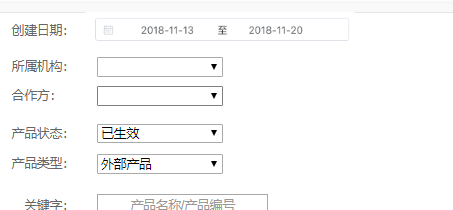 创建日期： 2018-11-13 至 2018-11-20
所属机构：
合作方：
产品状态： 已生效
产品类型： 外部产品
关键字： 产品名称/产品编号